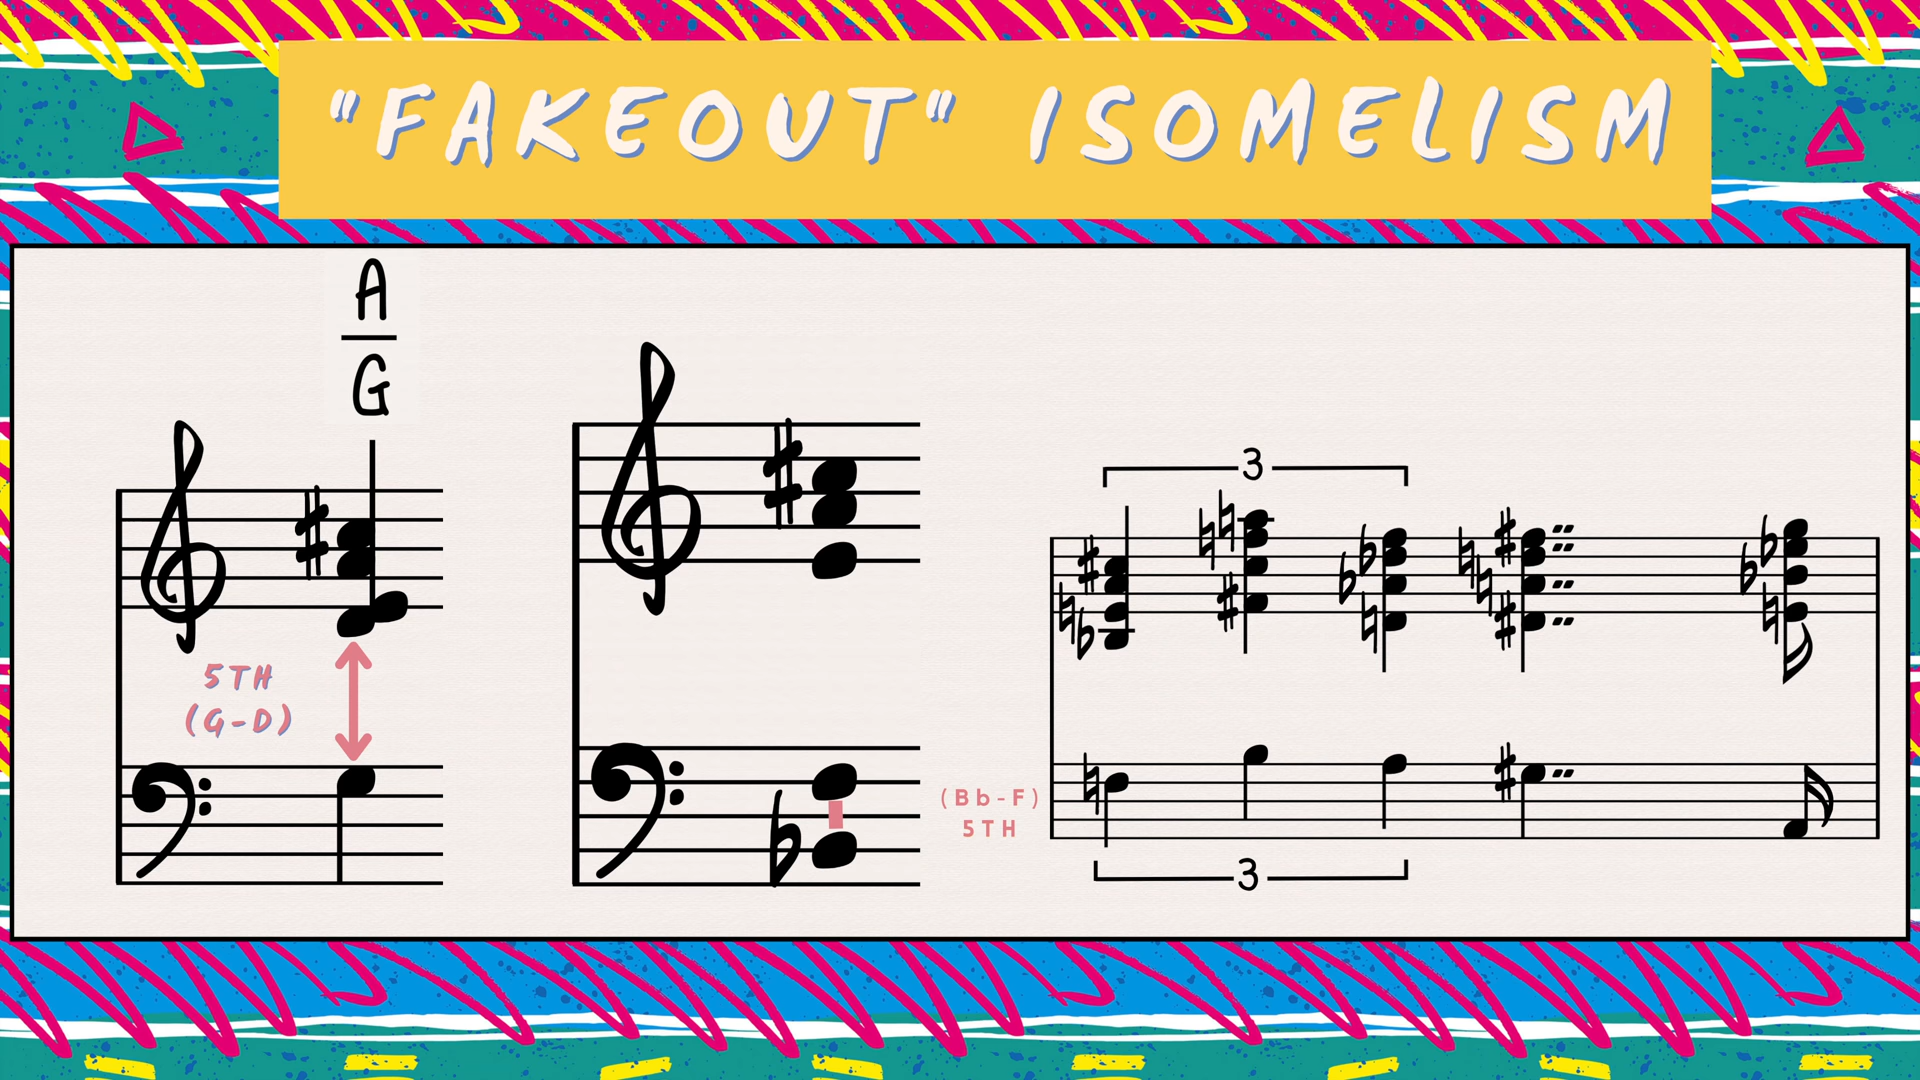 "FAKEOUT" ISOMELISM
A
G
5TH
(G-D)
(Bb-F)
5TH
3
3